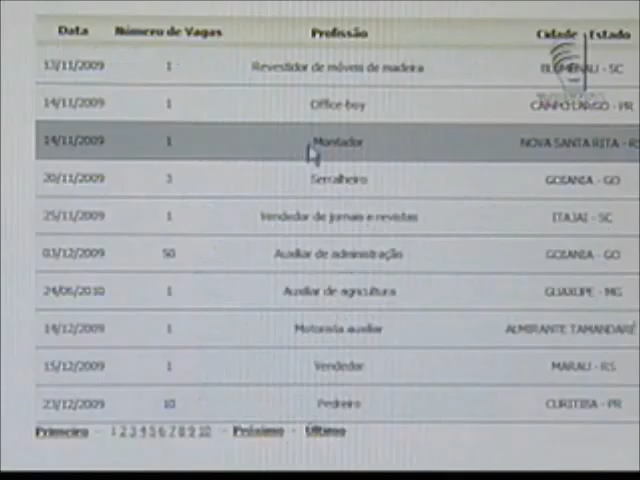 Data Número de Vagas Profissão Cidade Estado
13/11/2009 1 Revestidor de móveis de madeira BLUMENAU - SC
14/11/2009 1 Office-boy CAMPO LARGO - PR
14/11/2009 1 Montador NOVA SANTA RITA - RS
20/11/2009 3 Serralheiro GOIANIA - GO
25/11/2009 1 Vendedor de jornais e revistas ITAJAI - SC
03/12/2009 50 Auxiliar de administração GOIANIA - GO
24/06/2010 1 Auxiliar de agricultura GUAXUPE - MG
14/12/2009 1 Motorista auxiliar ALMIRANTE TAMANDARÉ
15/12/2009 1 Vendedor MARAU - RS
23/12/2009 10 Pedreiro CURITIBA - PR
Primeiro - 1 2 3 4 5 6 7 8 9 10 - Próximo - Último